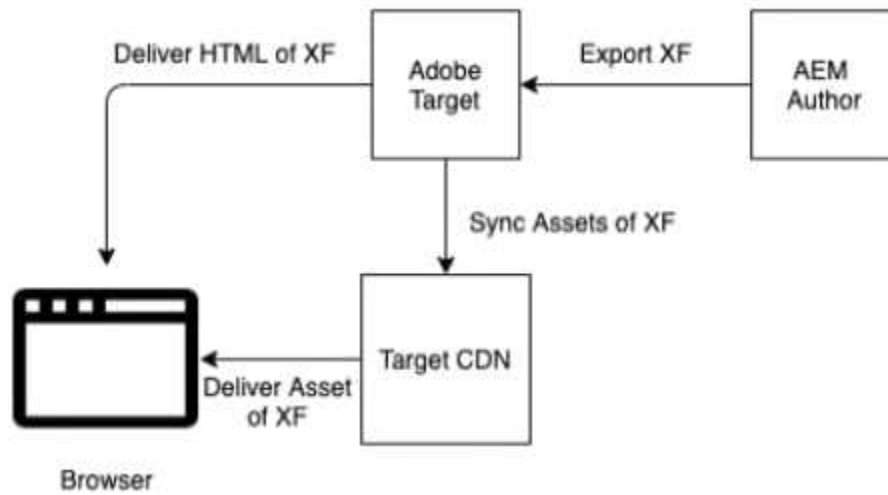 Deliver HTML of XF
Adobe
Target
Export XF
AEM
Author
Sync Assets of XF
Target CDN
Deliver Asset
of XF
Browser